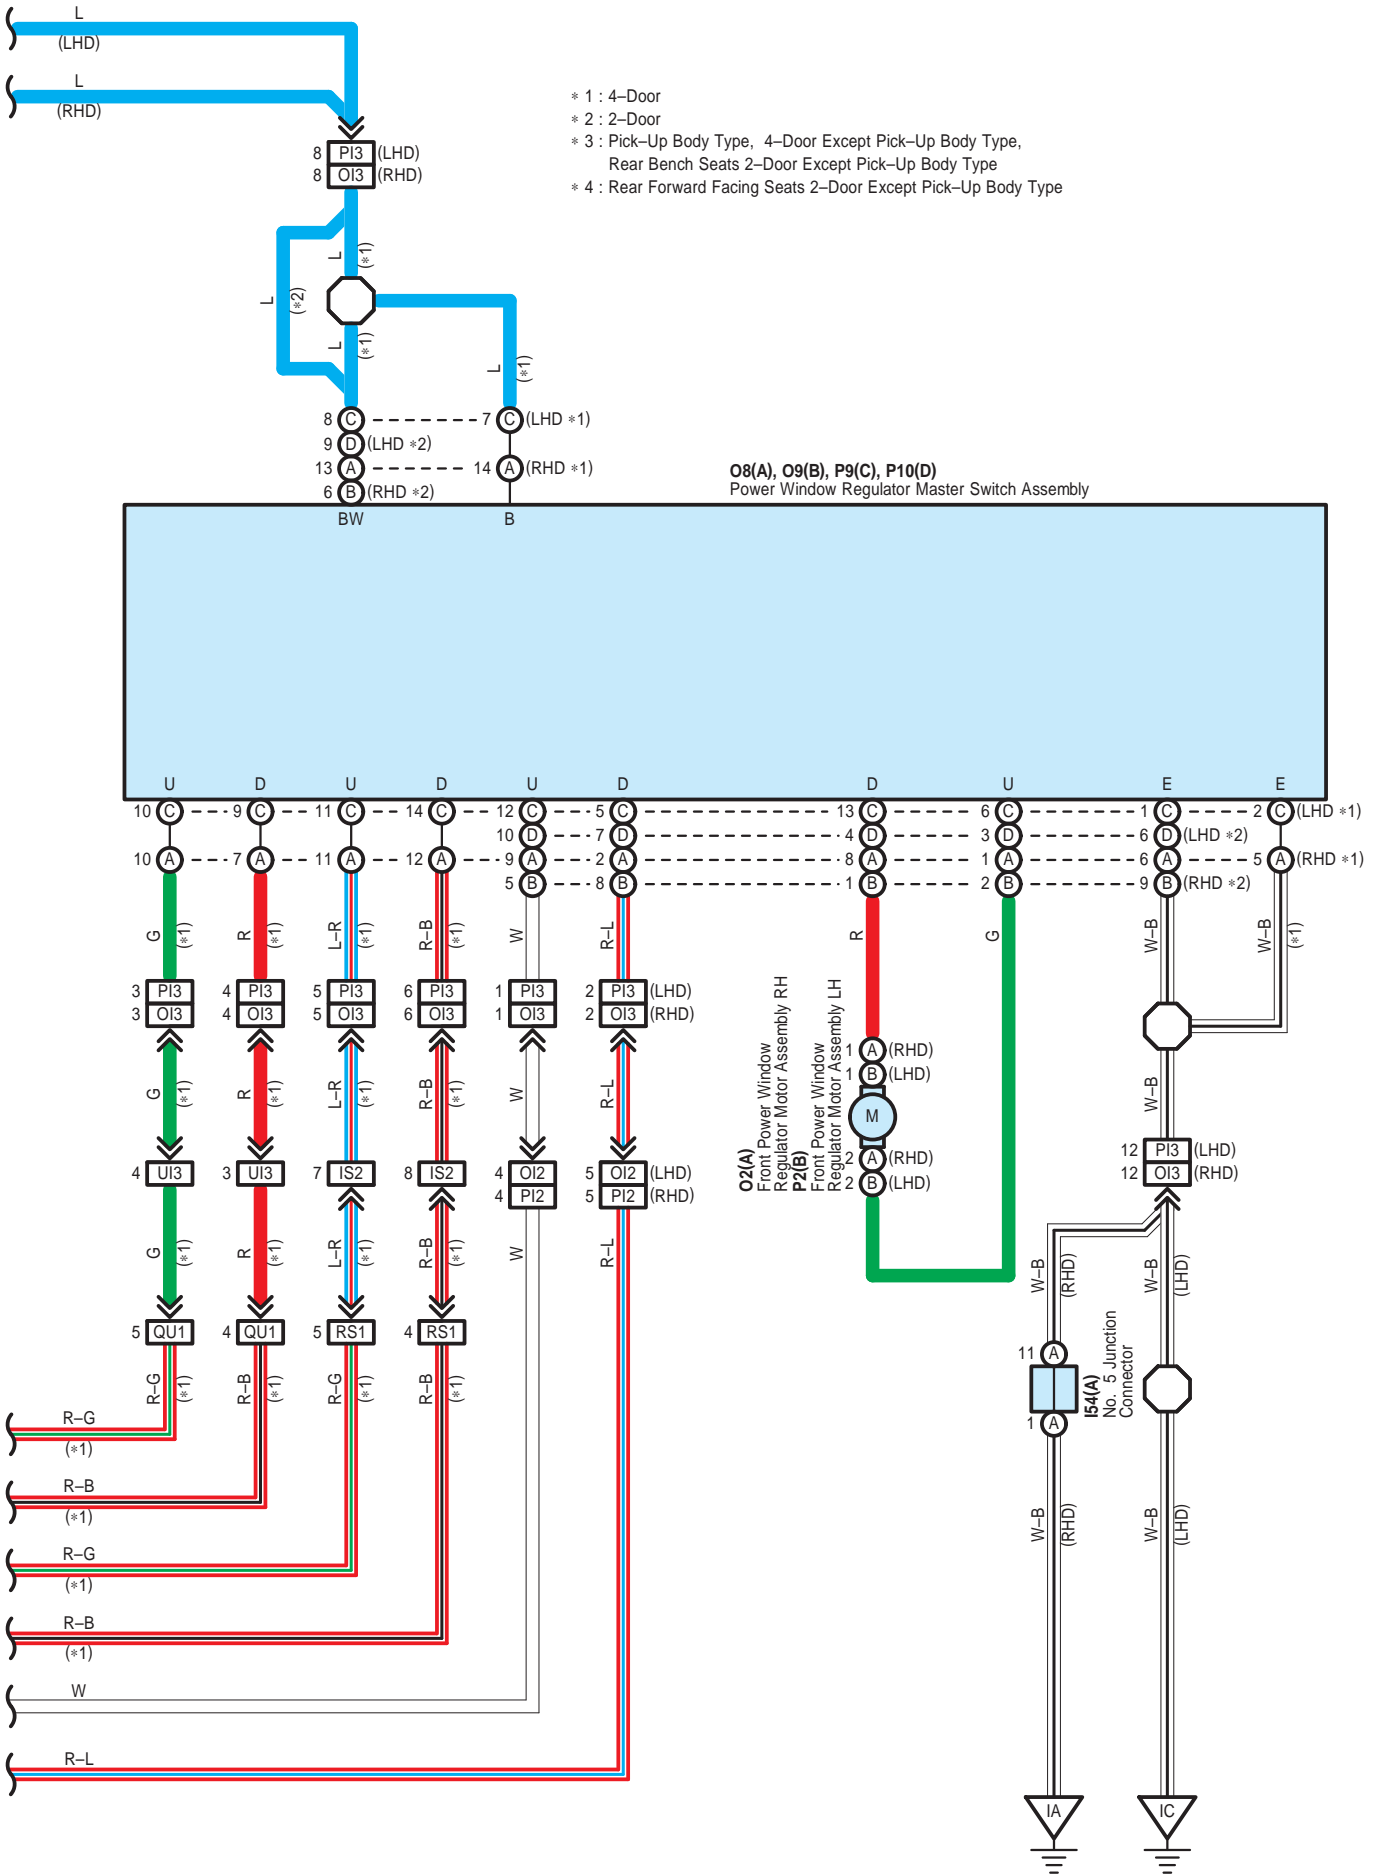 L
(LHD)
L
(RHD)
∗ 1 : 4–Door
∗ 2 : 2–Door
∗ 3 : Pick–Up Body Type, 4–Door Except Pick–Up Body Type,
Rear Bench Seats 2–Door Except Pick–Up Body Type
∗ 4 : Rear Forward Facing Seats 2–Door Except Pick–Up Body Type
8 PI3 (LHD)
8 OI3 (RHD)
L (∗1)
L (∗2)
L (∗1)
L (∗1)
8 C 7 C (LHD ∗1)
9 D (LHD ∗2)
13 A 14 A (RHD ∗1)
6 B (RHD ∗2)
O8(A), O9(B), P9(C), P10(D)
Power Window Regulator Master Switch Assembly
BW B
U D U D U D D U E E
10 C 9 C 11 C 14 C 12 C 5 C 13 C 6 C 1 C 2 C (LHD ∗1)
10 D 7 D 4 D 3 D 6 D (LHD ∗2)
10 A 7 A 11 A 12 A 9 A 2 A 8 A 1 A 6 A 5 A (RHD ∗1)
5 B 8 B 1 B 2 B 9 B (RHD ∗2)
G (∗1) R (∗1) L–R (∗1) R–B (∗1) W R–L R G W–B W–B (∗1)
3 PI3 4 PI3 5 PI3 6 PI3 1 PI3 2 PI3 (LHD)
3 OI3 4 OI3 5 OI3 6 OI3 1 OI3 2 OI3 (RHD)
G (∗1) R (∗1) L–R (∗1) R–B (∗1) W R–L W–B
O2(A)
Front Power Window
Regulator Motor Assembly RH
P2(B)
Front Power Window
Regulator Motor Assembly LH
1 A (RHD)
1 B (LHD)
M
2 A (RHD)
2 B (LHD)
12 PI3 (LHD)
12 OI3 (RHD)
4 UI3 3 UI3 7 IS2 8 IS2 4 OI2 5 OI2 (LHD)
4 PI2 5 PI2 (RHD)
G (∗1) R (∗1) L–R (∗1) R–B (∗1) W R–L W–B (RHD) W–B (LHD)
5 QU1 4 QU1 5 RS1 4 RS1
11 A
I54(A)
No. 5 Junction
Connector
1 A
R–G (∗1) R–B (∗1) R–G (∗1) R–B (∗1)
R–G
(∗1)
R–B
(∗1)
R–G
(∗1)
R–B
(∗1)
W
R–L
W–B (RHD) W–B (LHD)
IA IC